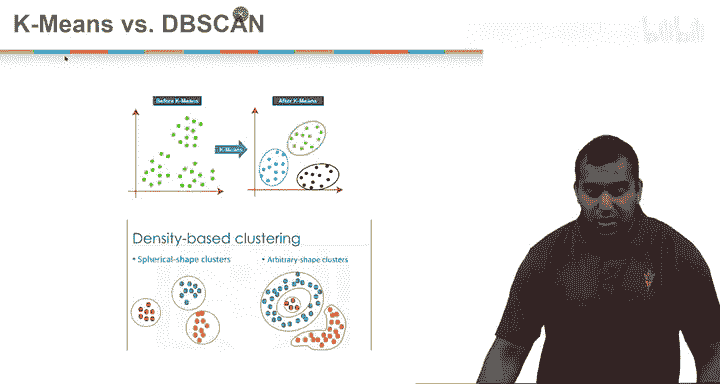 K-Means vs. DBSCAN
Before K-Means
After K-Means
K-Means
Density-based clustering
• Spherical-shape clusters
• Arbitrary-shape clusters